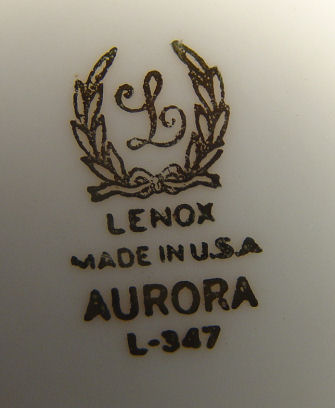 L
LENOX
MADE IN U.S.A
AURORA
L-347